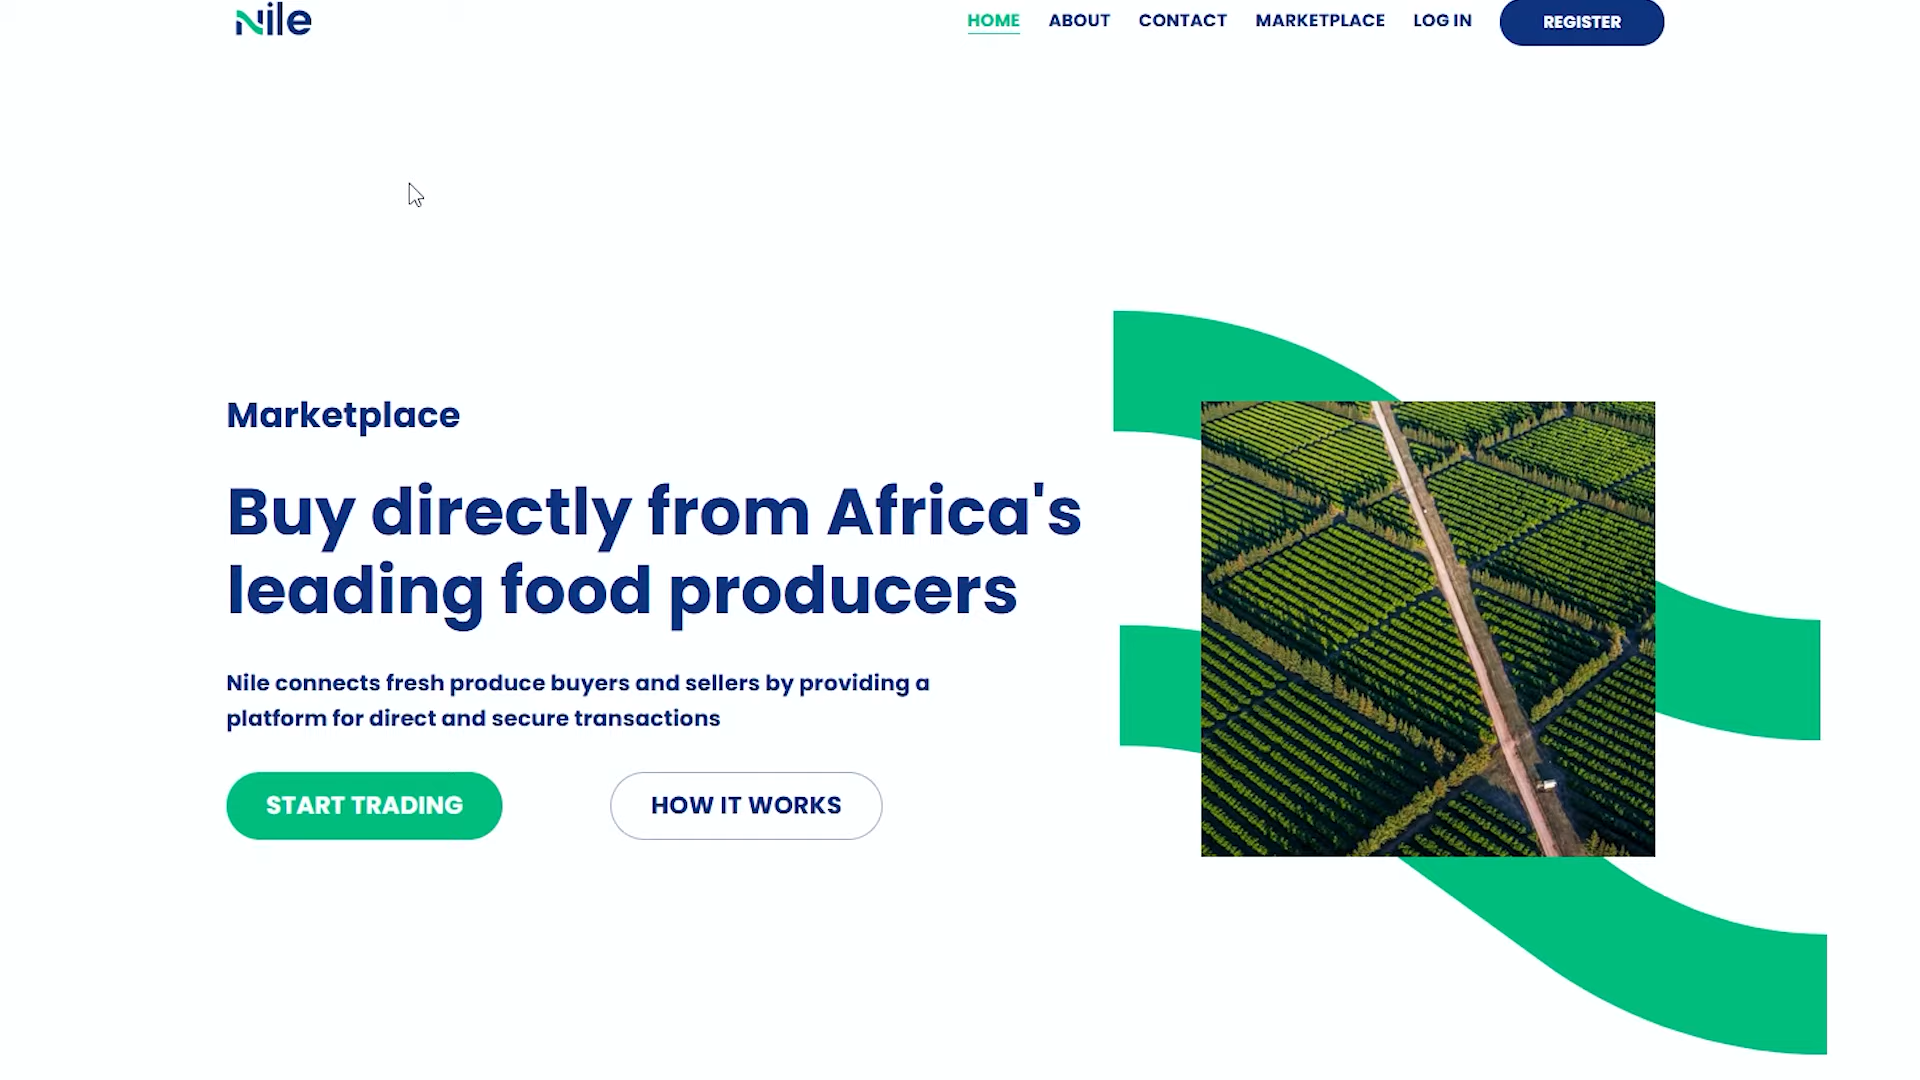 Nile
HOME ABOUT CONTACT MARKETPLACE LOG IN REGISTER
Marketplace
Buy directly from Africa's
leading food producers
Nile connects fresh produce buyers and sellers by providing a
platform for direct and secure transactions
START TRADING HOW IT WORKS